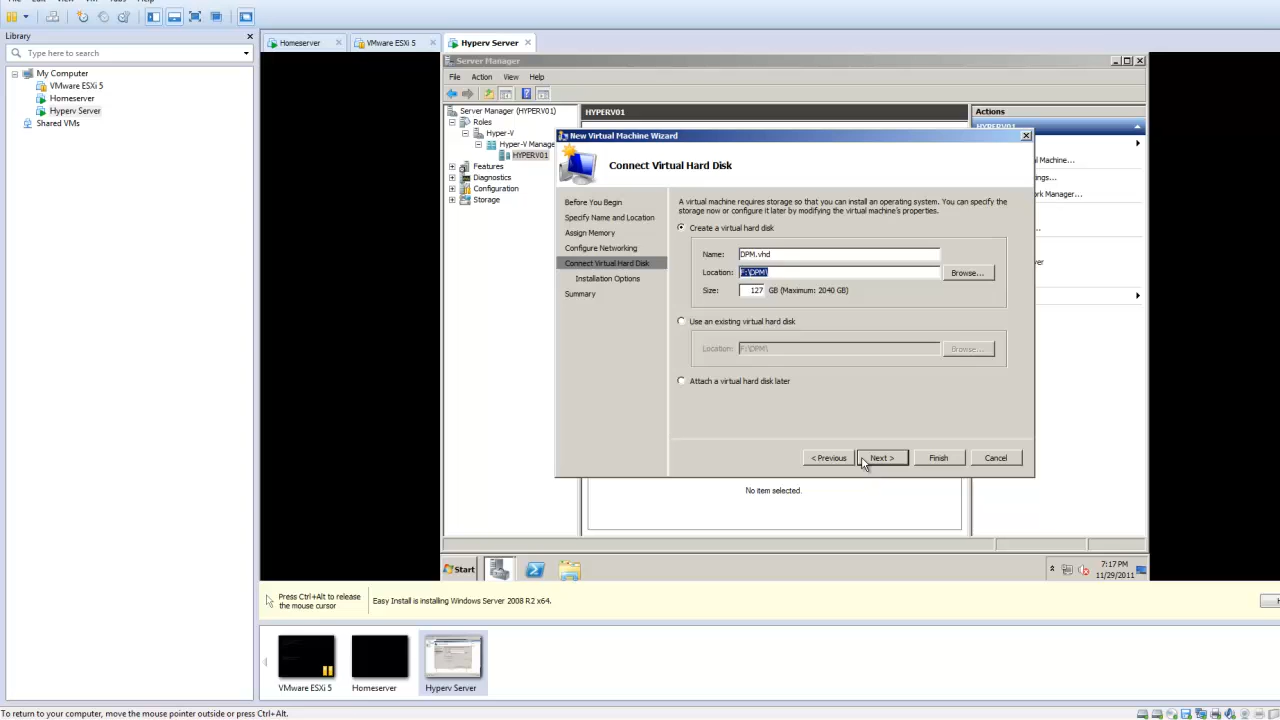 Library
Type here to search
My Computer
VMware ESXi 5
Homeserver
Hyperv Server
Shared VMs
Homeserver
VMware ESXi 5
Hyperv Server
Server Manager
File Action View Help
Server Manager (HYPERV01)
Roles
Hyper-V
Hyper-V Manage
HYPERV01
Features
Diagnostics
Configuration
Storage
HYPERV01
Actions
New Virtual Machine Wizard
Connect Virtual Hard Disk
Before You Begin
Specify Name and Location
Assign Memory
Configure Networking
Connect Virtual Hard Disk
Installation Options
Summary
A virtual machine requires storage so that you can install an operating system. You can specify the
storage now or configure it later by modifying the virtual machine's properties.
Create a virtual hard disk
Name: DPM.vhd
Location: F:\DPM\ Browse...
Size: 127 GB (Maximum: 2040 GB)
Use an existing virtual hard disk
Location: F:\DPM\ Browse...
Attach a virtual hard disk later
< Previous Next > Finish Cancel
l Machine...
ngs...
rk Manager...
ver
No item selected.
Start
7:17 PM
11/29/2011
Press Ctrl+Alt to release
the mouse cursor
Easy Install is installing Windows Server 2008 R2 x64.
VMware ESXi 5
Homeserver
Hyperv Server
To return to your computer, move the mouse pointer outside or press Ctrl+Alt.